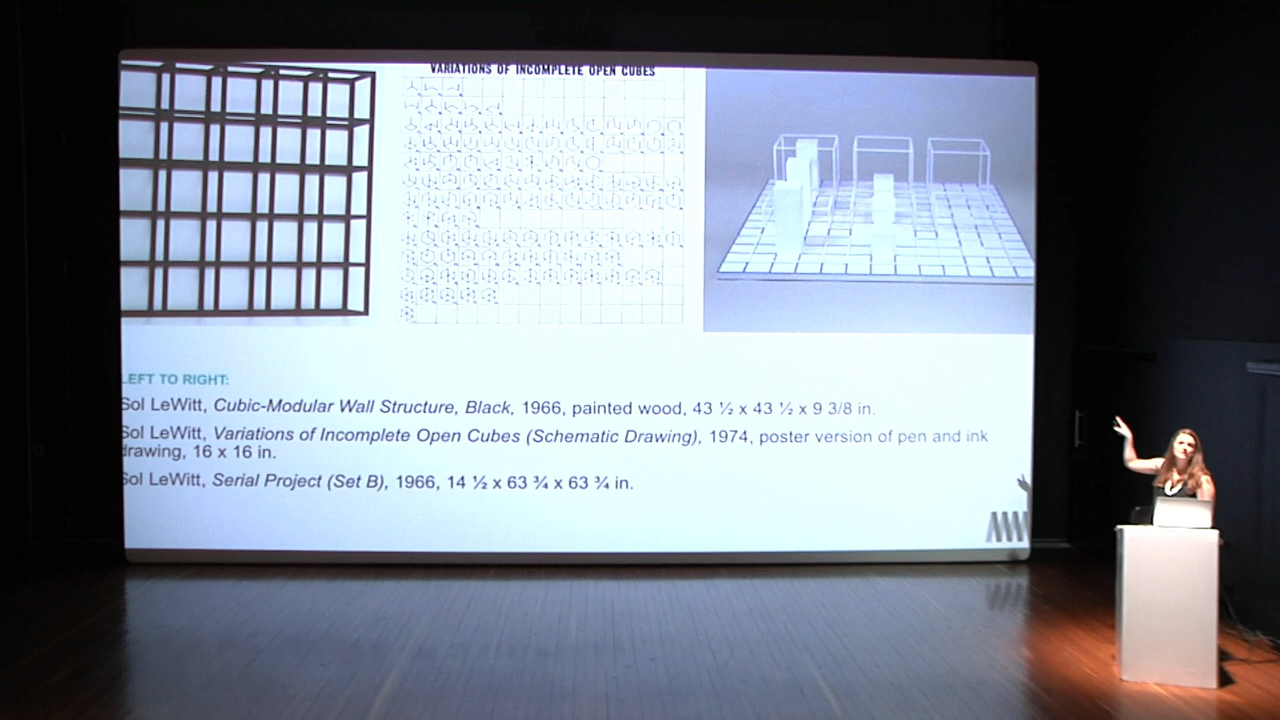 VARIATIONS OF INCOMPLETE OPEN CUBES
LEFT TO RIGHT:
Sol LeWitt, Cubic-Modular Wall Structure, Black, 1966, painted wood, 43 ½ x 43 ½ x 9 3/8 in.
Sol LeWitt, Variations of Incomplete Open Cubes (Schematic Drawing), 1974, poster version of pen and ink
drawing, 16 x 16 in.
Sol LeWitt, Serial Project (Set B), 1966, 14 ½ x 63 ¾ x 63 ¾ in.